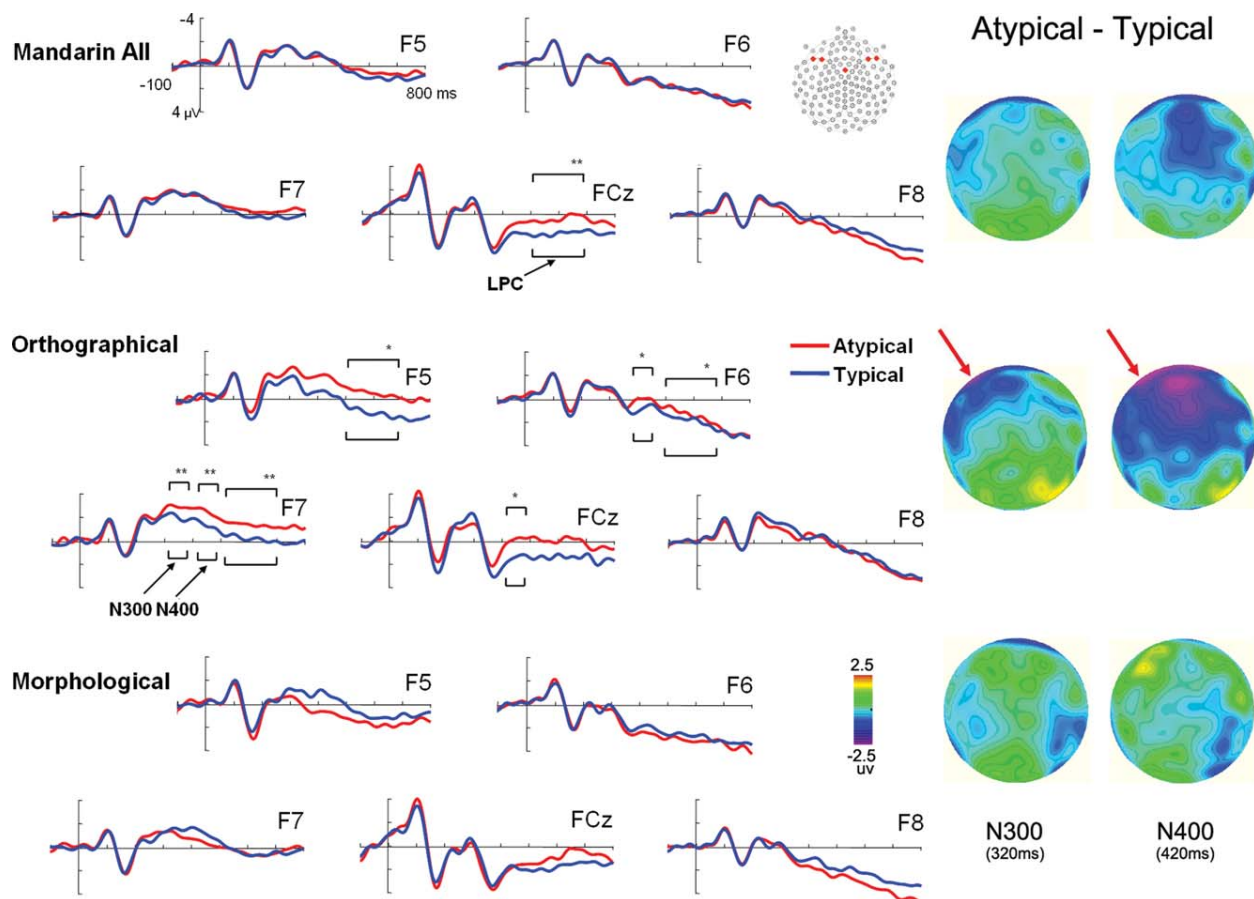 Mandarin All
-4
-100
4 µV
800 ms
F5
F6
Atypical - Typical
F7
**
FCz
LPC
F8
Orthographical
*
F5
*
*
F6
Atypical
Typical
**
**
**
F7
N300 N400
*
FCz
F8
Morphological
F5
F6
2.5
-2.5
uv
F7
FCz
F8
N300
(320ms)
N400
(420ms)